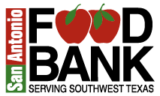 San Antonio
FOOD
BANK
SERVING SOUTHWEST TEXAS